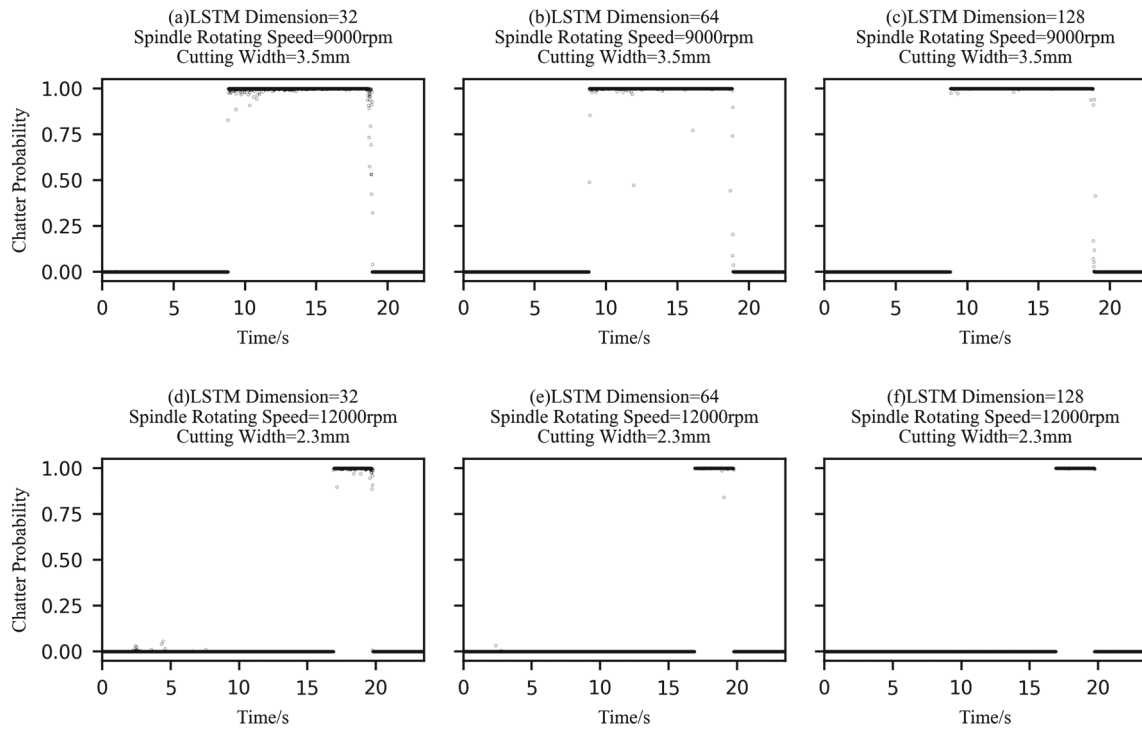 (a)LSTM Dimension=32
Spindle Rotating Speed=9000rpm
Cutting Width=3.5mm
Chatter Probability
1.00
0.75
0.50
0.25
0.00
0 5 10 15 20
Time/s
(b)LSTM Dimension=64
Spindle Rotating Speed=9000rpm
Cutting Width=3.5mm
0 5 10 15 20
Time/s
(c)LSTM Dimension=128
Spindle Rotating Speed=9000rpm
Cutting Width=3.5mm
0 5 10 15 20
Time/s
(d)LSTM Dimension=32
Spindle Rotating Speed=12000rpm
Cutting Width=2.3mm
Chatter Probability
1.00
0.75
0.50
0.25
0.00
0 5 10 15 20
Time/s
(e)LSTM Dimension=64
Spindle Rotating Speed=12000rpm
Cutting Width=2.3mm
0 5 10 15 20
Time/s
(f)LSTM Dimension=128
Spindle Rotating Speed=12000rpm
Cutting Width=2.3mm
0 5 10 15 20
Time/s